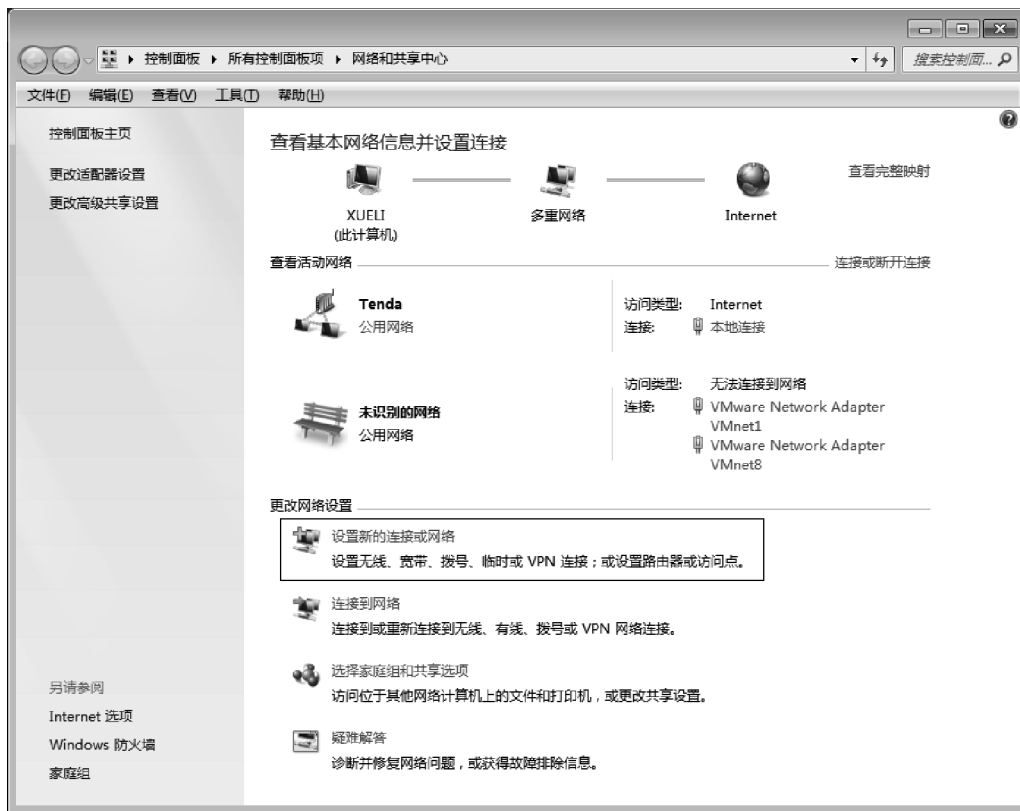 控制面板 ▸ 所有控制面板项 ▸ 网络和共享中心
搜索控制面...
文件(F) 编辑(E) 查看(V) 工具(T) 帮助(H)
控制面板主页
更改适配器设置
更改高级共享设置
查看基本网络信息并设置连接
查看完整映射
XUELI
(此计算机)
多重网络
Internet
查看活动网络
连接或断开连接
Tenda
公用网络
访问类型: Internet
连接: 本地连接
未识别的网络
公用网络
访问类型: 无法连接到网络
连接: VMware Network Adapter
VMnet1
VMware Network Adapter
VMnet8
更改网络设置
设置新的连接或网络
设置无线、宽带、拨号、临时或 VPN 连接；或设置路由器或访问点。
连接到网络
连接到或重新连接到无线、有线、拨号或 VPN 网络连接。
选择家庭组和共享选项
访问位于其他网络计算机上的文件和打印机，或更改共享设置。
疑难解答
诊断并修复网络问题，或获得故障排除信息。
另请参阅
Internet 选项
Windows 防火墙
家庭组